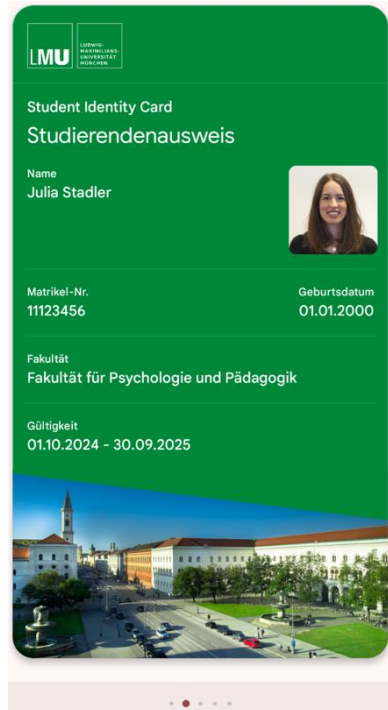 LMU
LUDWIG-
MAXIMILIANS-
UNIVERSITÄT
MÜNCHEN
Student Identity Card
Studierendenausweis
Name
Julia Stadler
Matrikel-Nr.
11123456
Geburtsdatum
01.01.2000
Fakultät
Fakultät für Psychologie und Pädagogik
Gültigkeit
01.10.2024 - 30.09.2025